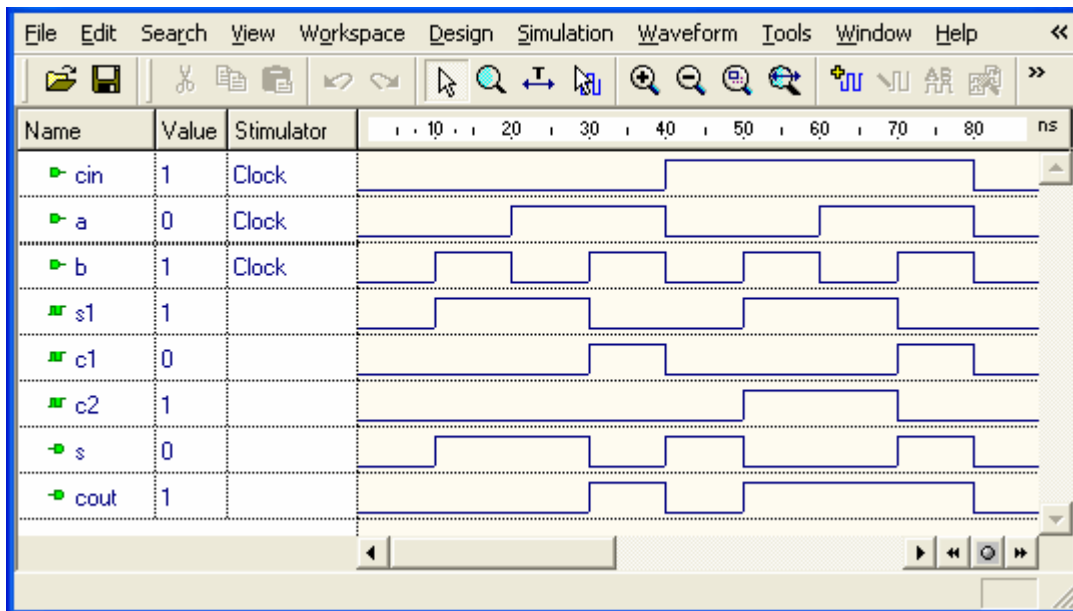 File Edit Search View Workspace Design Simulation Waveform Tools Window Help «
»
Name Value Stimulator 10 20 30 40 50 60 70 80 ns
cin 1 Clock
a 0 Clock
b 1 Clock
s1 1
c1 0
c2 1
s 0
cout 1